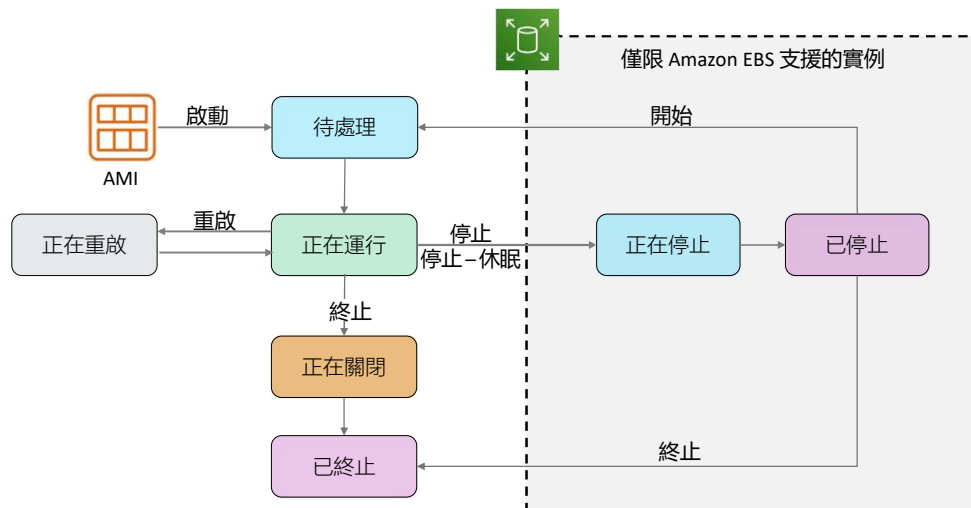 僅限 Amazon EBS 支援的實例
啟動
待處理
開始
AMI
正在重啟
重啟
正在運行
停止
停止–休眠
正在停止
已停止
終止
正在關閉
已終止
終止